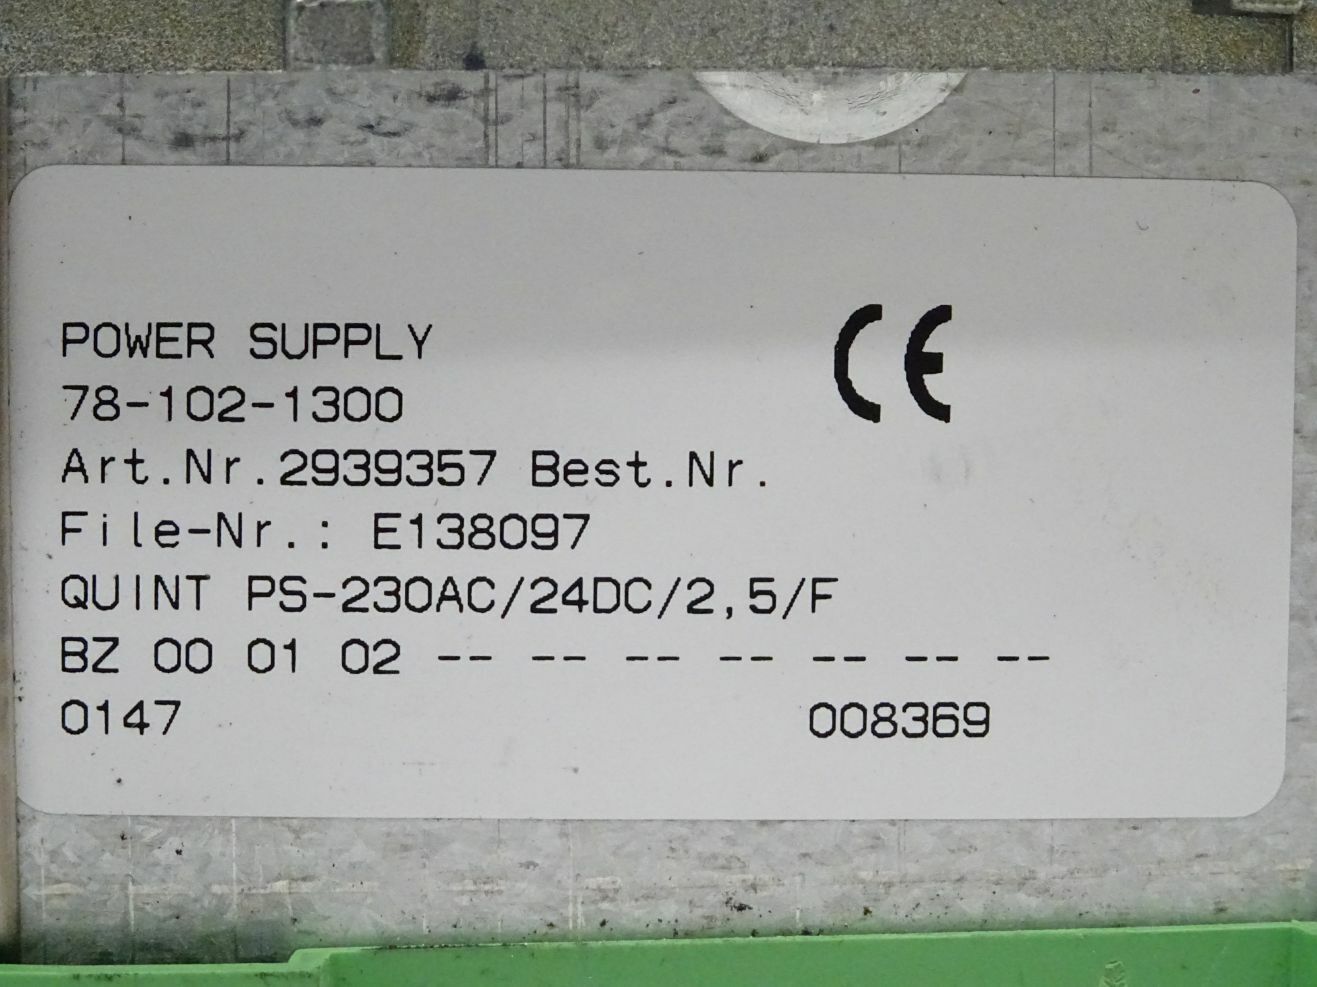 POWER SUPPLY CE
78-102-1300
Art.Nr.2939357 Best.Nr.
File-Nr.: E138097
QUINT PS-230AC/24DC/2,5/F
BZ 00 01 02 -- -- -- -- -- -- --
0147 008369